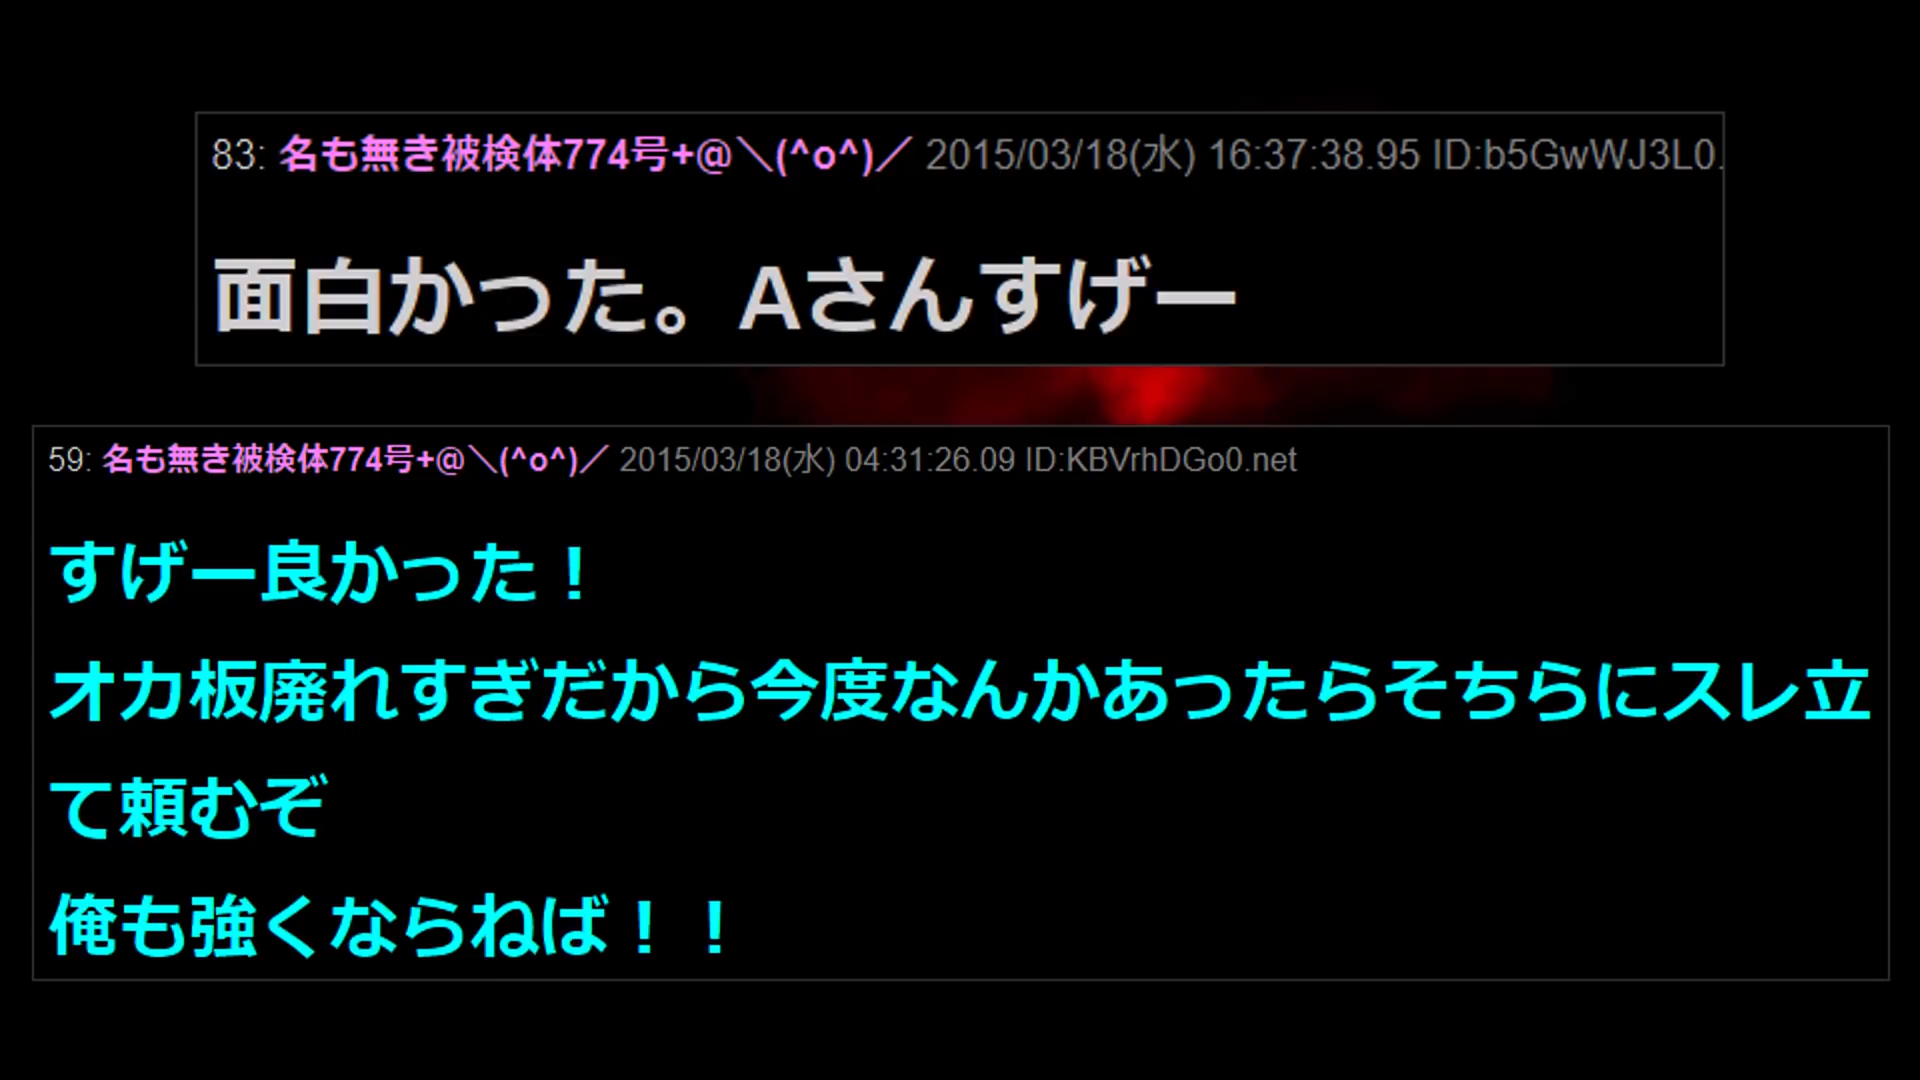 83: 名も無き被検体774号+@＼(^o^)／ 2015/03/18(水) 16:37:38.95 ID:b5GwWJ3L0.
面白かった。Aさんすげー
59: 名も無き被検体774号+@＼(^o^)／ 2015/03/18(水) 04:31:26.09 ID:KBVrhDGo0.net
すげー良かった！
オカ板廃れすぎだから今度なんかあったらそちらにスレ立
て頼むぞ
俺も強くならねば！！